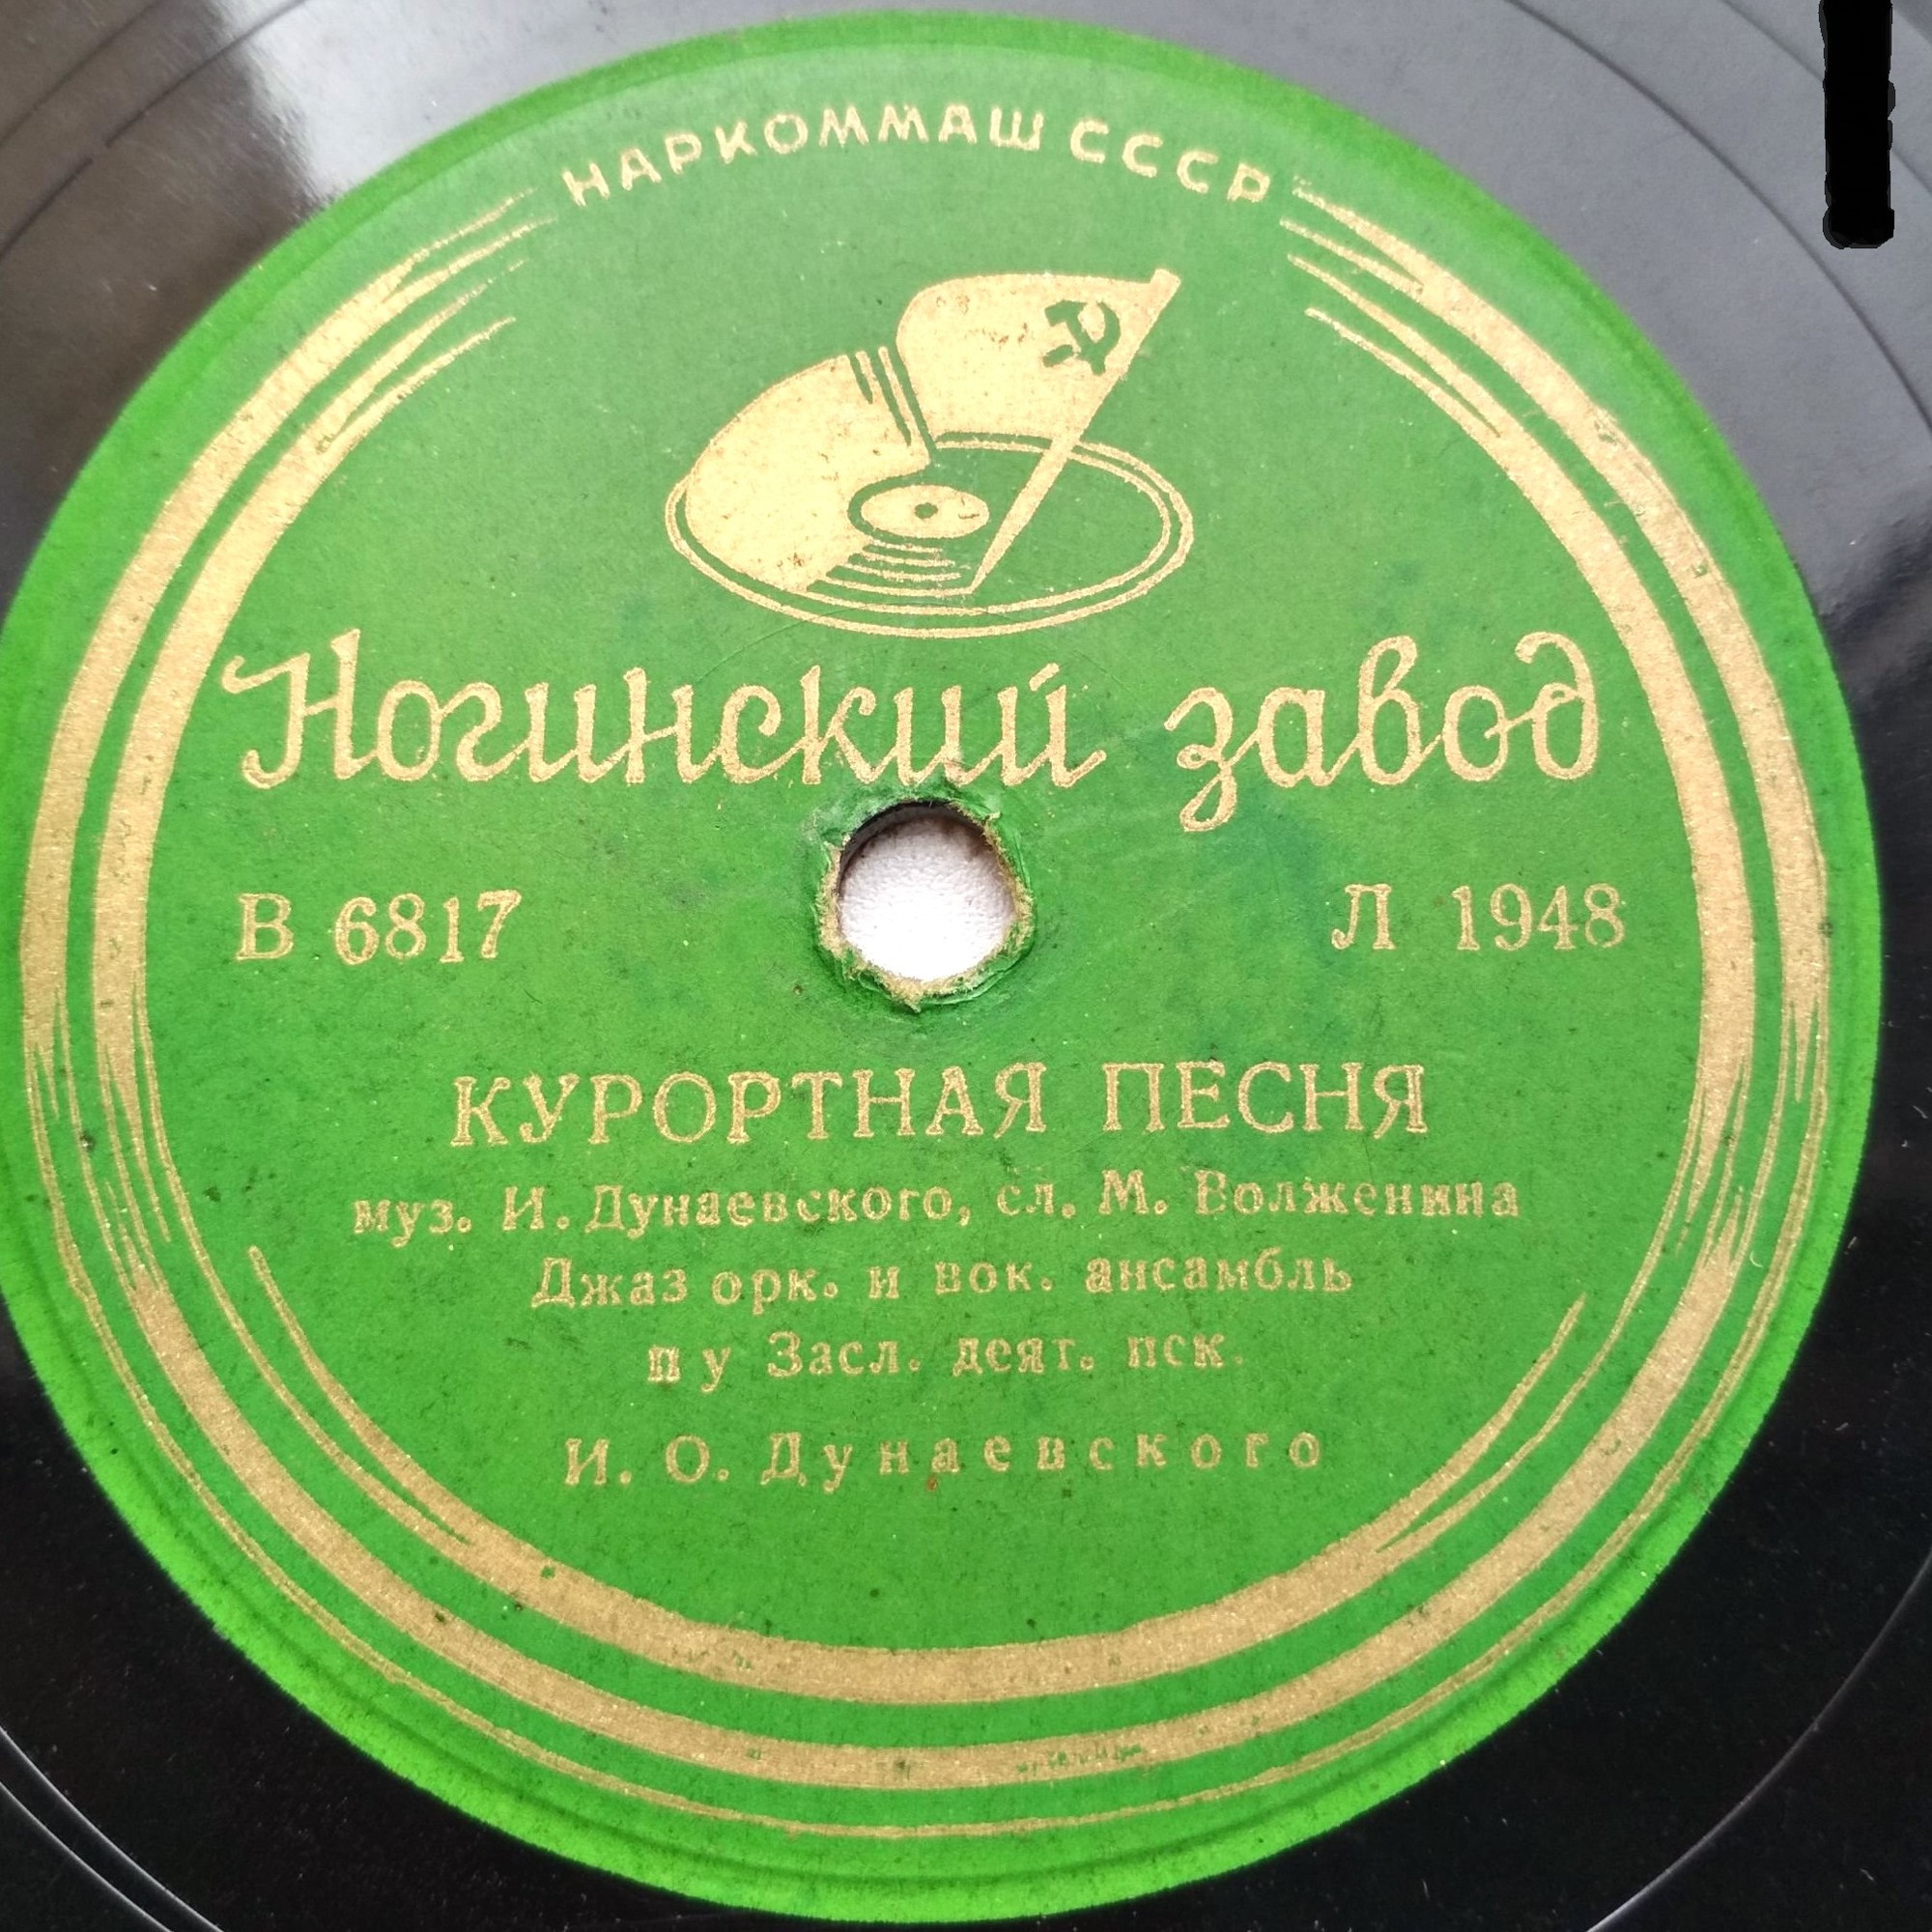 НАРКОММАШ СССР
Ногинский завод
В 6817 Л 1948
КУРОРТНАЯ ПЕСНЯ
муз. И. Дунаевского, сл. М. Волженина
Джаз орк. и вок. ансамбль
п у Засл. деят. иск.
И. О. Дунаевского